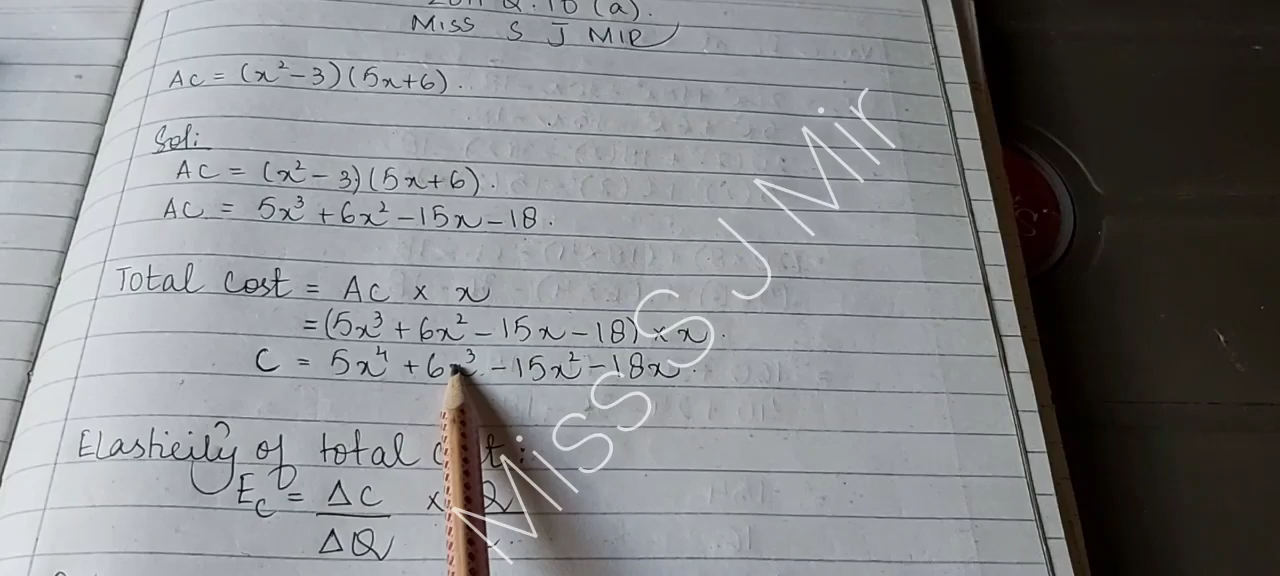 2011 Q.10 (a).
Miss S J MIR
AC = (x² - 3)(5x+6).
Sol:
AC = (x² - 3)(5x+6).
AC = 5x³ + 6x² - 15x - 18.
Total Cost = AC × x
= (5x³ + 6x² - 15x - 18) × x.
C = 5x⁴ + 6x³ - 15x² - 18x.
Elasticity of total
E_C = ΔC × Q
ΔQ
Miss S J Mir